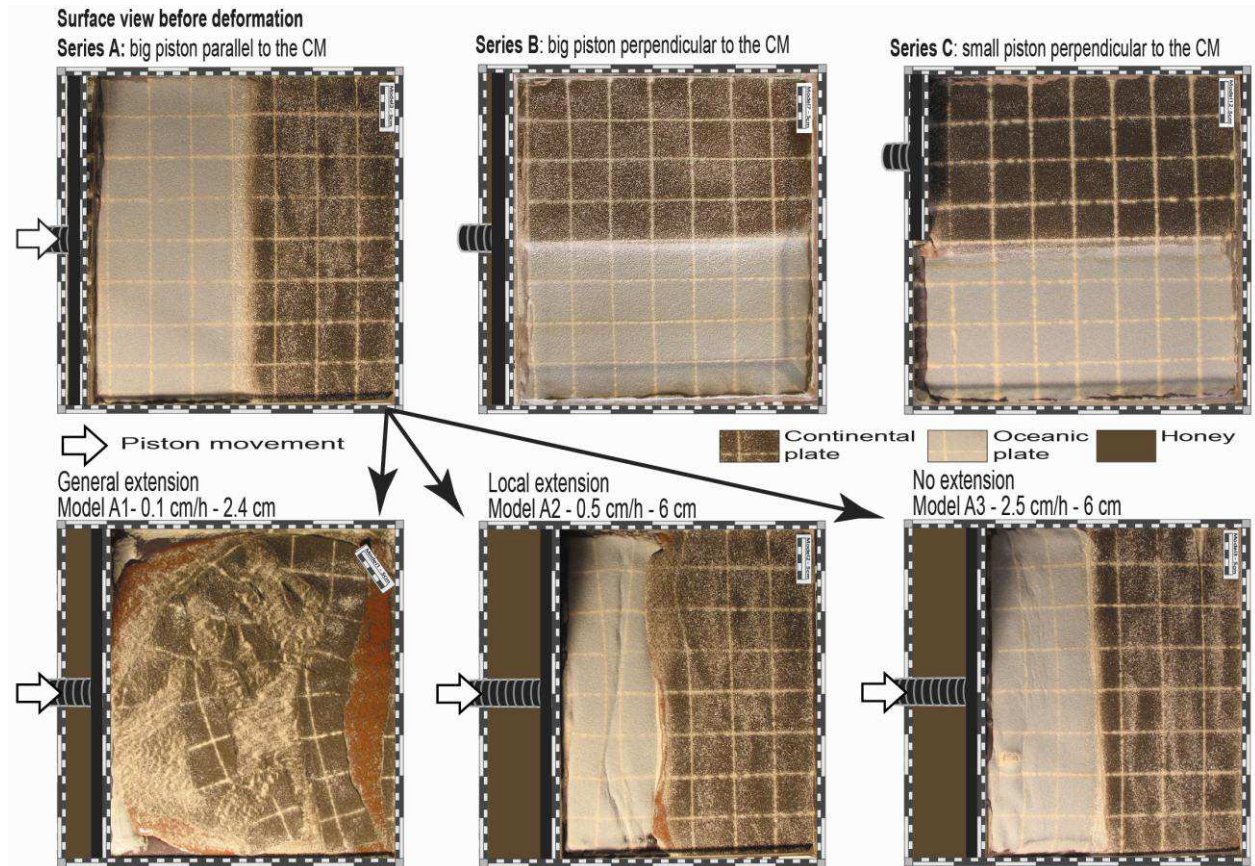 Surface view before deformation
Series A: big piston parallel to the CM
Series B: big piston perpendicular to the CM
Series C: small piston perpendicular to the CM
Piston movement
Continental plate
Oceanic plate
Honey
General extension
Model A1- 0.1 cm/h - 2.4 cm
Local extension
Model A2 - 0.5 cm/h - 6 cm
No extension
Model A3 - 2.5 cm/h - 6 cm